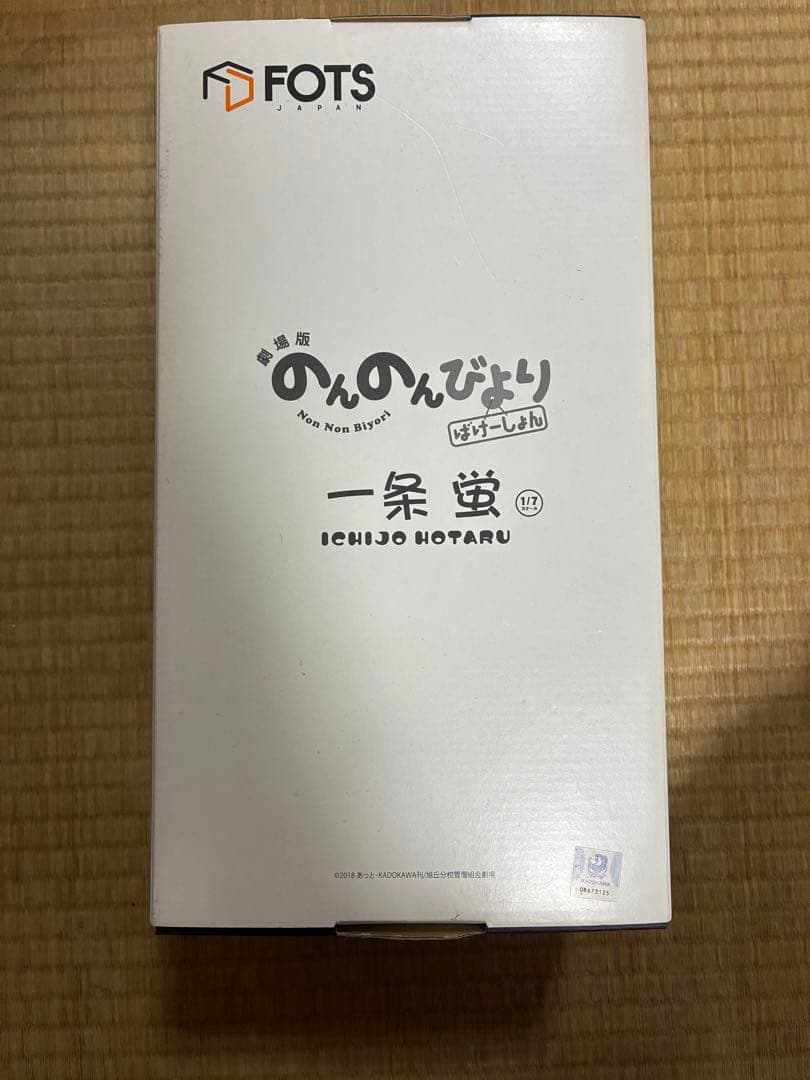 FOTS
JAPAN
劇場版
のんのんびより
Non Non Biyori
ばけーしょん
一条 蛍
1/7
スケール
ICHIJO HOTARU
©2018 あっと・KADOKAWA刊/旭丘分校管理組合劇場
KADOKAWA
08673125